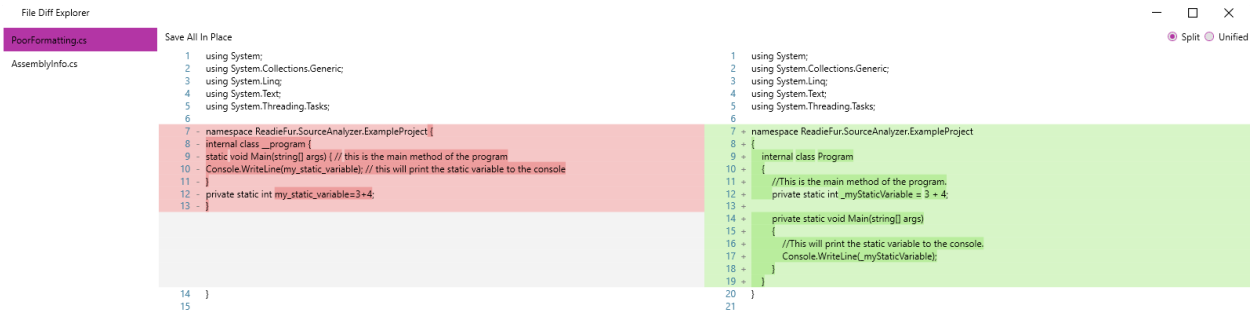 File Diff Explorer
PoorFormatting.cs
AssemblyInfo.cs
Save All In Place
Split Unified
1 using System;
2 using System.Collections.Generic;
3 using System.Linq;
4 using System.Text;
5 using System.Threading.Tasks;
6
7 - namespace ReadieFur.SourceAnalyzer.ExampleProject {
8 - internal class __program {
9 - static void Main(string[] args) { // this is the main method of the program
10 - Console.WriteLine(my_static_variable); // this will print the static variable to the console
11 - }
12 - private static int my_static_variable=3+4;
13 - }
14 }
15
1 using System;
2 using System.Collections.Generic;
3 using System.Linq;
4 using System.Text;
5 using System.Threading.Tasks;
6
7 + namespace ReadieFur.SourceAnalyzer.ExampleProject
8 + {
9 + internal class Program
10 + {
11 + //This is the main method of the program.
12 + private static int _myStaticVariable = 3 + 4;
13 +
14 + private static void Main(string[] args)
15 + {
16 + //This will print the static variable to the console.
17 + Console.WriteLine(_myStaticVariable);
18 + }
19 + }
20 }
21